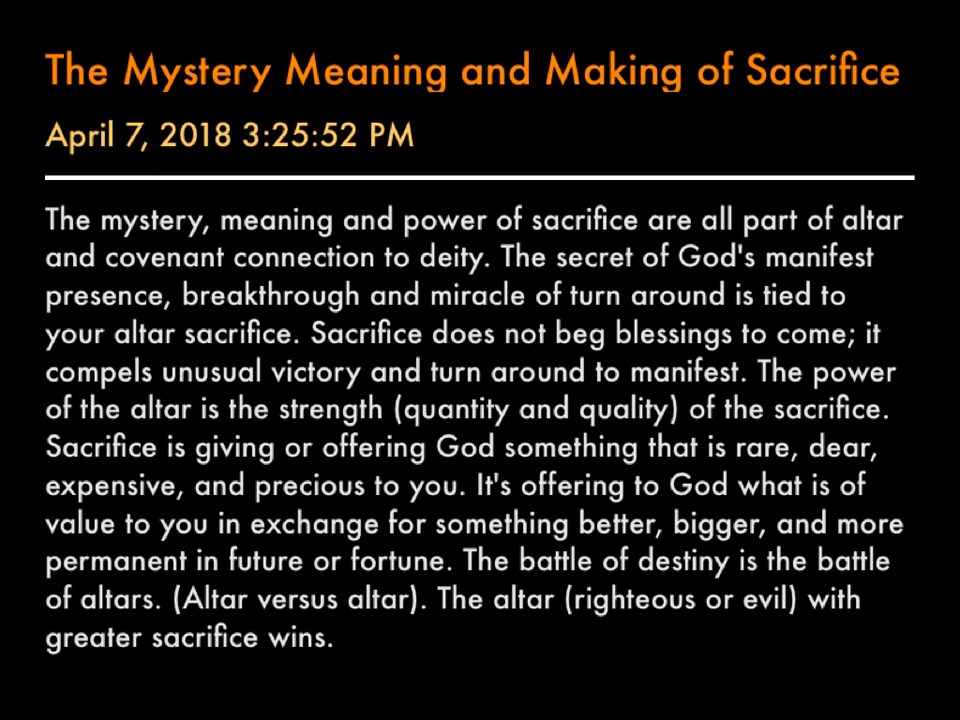 The Mystery Meaning and Making of Sacrifice
April 7, 2018 3:25:52 PM
The mystery, meaning and power of sacrifice are all part of altar
and covenant connection to deity. The secret of God's manifest
presence, breakthrough and miracle of turn around is tied to
your altar sacrifice. Sacrifice does not beg blessings to come; it
compels unusual victory and turn around to manifest. The power
of the altar is the strength (quantity and quality) of the sacrifice.
Sacrifice is giving or offering God something that is rare, dear,
expensive, and precious to you. It's offering to God what is of
value to you in exchange for something better, bigger, and more
permanent in future or fortune. The battle of destiny is the battle
of altars. (Altar versus altar). The altar (righteous or evil) with
greater sacrifice wins.